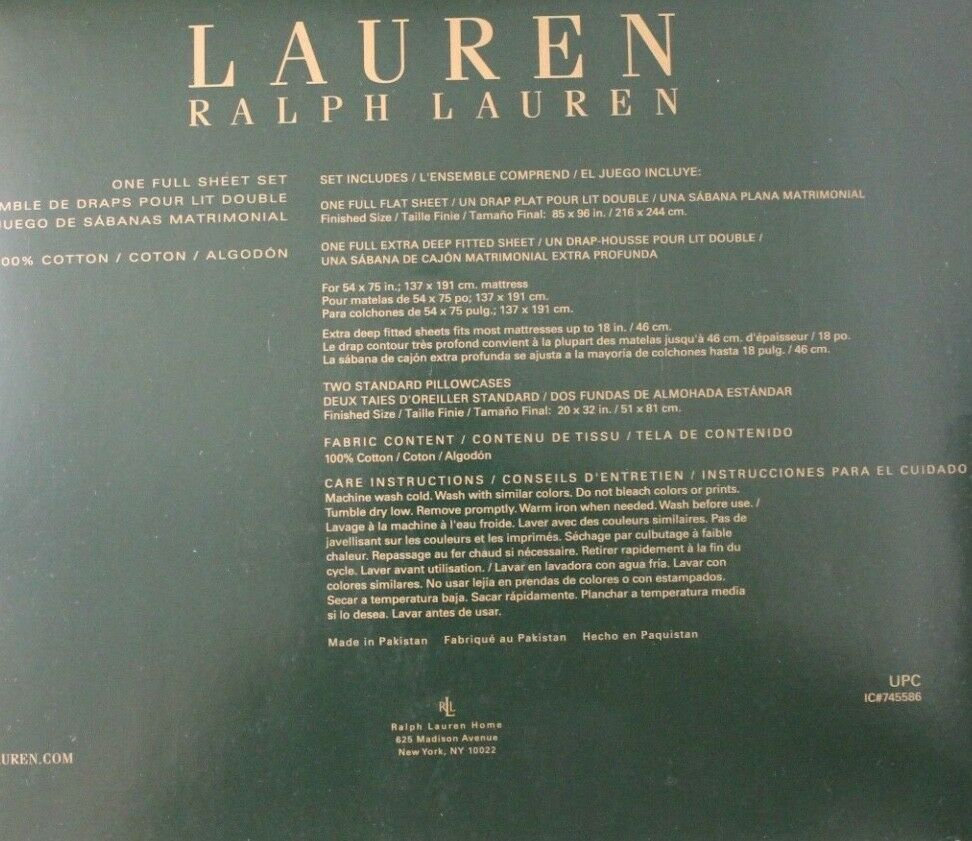 LAUREN
RALPH LAUREN
ONE FULL SHEET SET
MBLE DE DRAPS POUR LIT DOUBLE
JUEGO DE SÁBANAS MATRIMONIAL
00% COTTON / COTON / ALGODÓN
SET INCLUDES / L'ENSEMBLE COMPREND / EL JUEGO INCLUYE:
ONE FULL FLAT SHEET / UN DRAP PLAT POUR LIT DOUBLE / UNA SÁBANA PLANA MATRIMONIAL
Finished Size / Taille Finie / Tamaño Final: 85 x 96 in. / 216 x 244 cm.
ONE FULL EXTRA DEEP FITTED SHEET / UN DRAP-HOUSSE POUR LIT DOUBLE /
UNA SÁBANA DE CAJÓN MATRIMONIAL EXTRA PROFUNDA
For 54 x 75 in.; 137 x 191 cm. mattress
Pour matelas de 54 x 75 po; 137 x 191 cm.
Para colchones de 54 x 75 pulg.; 137 x 191 cm.
Extra deep fitted sheets fits most mattresses up to 18 in. / 46 cm.
Le drap contour très profond convient à la plupart des matelas jusqu'à 46 cm. d'épaisseur / 18 po.
La sábana de cajón extra profunda se ajusta a la mayoria de colchones hasta 18 pulg. / 46 cm.
TWO STANDARD PILLOWCASES
DEUX TAIES D'OREILLER STANDARD / DOS FUNDAS DE ALMOHADA ESTÁNDAR
Finished Size / Taille Finie / Tamaño Final: 20 x 32 in. / 51 x 81 cm.
FABRIC CONTENT / CONTENU DE TISSU / TELA DE CONTENIDO
100% Cotton / Coton / Algodón
CARE INSTRUCTIONS / CONSEILS D'ENTRETIEN / INSTRUCCIONES PARA EL CUIDADO
Machine wash cold. Wash with similar colors. Do not bleach colors or prints.
Tumble dry low. Remove promptly. Warm iron when needed. Wash before use. /
Lavage à la machine à l'eau froide. Laver avec des couleurs similaires. Pas de
javellisant sur les couleurs et les imprimés. Séchage par culbutage à faible
chaleur. Repassage au fer chaud si nécessaire. Retirer rapidement à la fin du
cycle. Laver avant utilisation. / Lavar en lavadora con agua fría. Lavar con
colores similares. No usar lejía en prendas de colores o con estampados.
Secar a temperatura baja. Sacar rápidamente. Planchar a temperatura media
si lo desea. Lavar antes de usar.
Made in Pakistan Fabriqué au Pakistan Hecho en Paquistan
UPC
IC#745586
RLL
Ralph Lauren Home
625 Madison Avenue
New York, NY 10022
UREN.COM